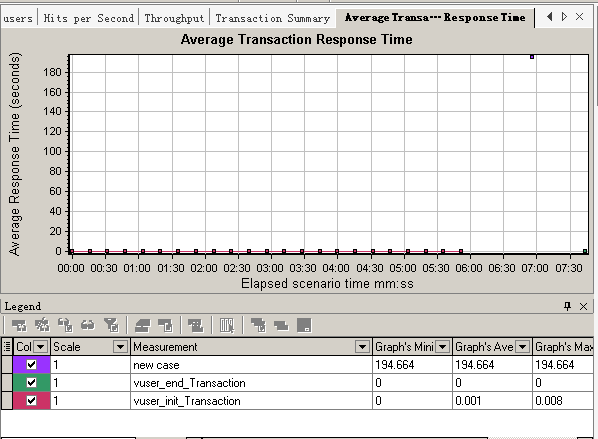 users Hits per Second Throughput Transaction Summary Average Transa··· Response Time
Average Transaction Response Time
Average Response Time (seconds)
180
160
140
120
100
80
60
40
20
0
00:00 00:30 01:00 01:30 02:00 02:30 03:00 03:30 04:00 04:30 05:00 05:30 06:00 06:30 07:00 07:30
Elapsed scenario time mm:ss
Legend
Col Scale Measurement Graph's Mini Graph's Ave Graph's Max
1 new case 194.664 194.664 194.664
1 vuser_end_Transaction 0 0 0
1 vuser_init_Transaction 0 0.001 0.008